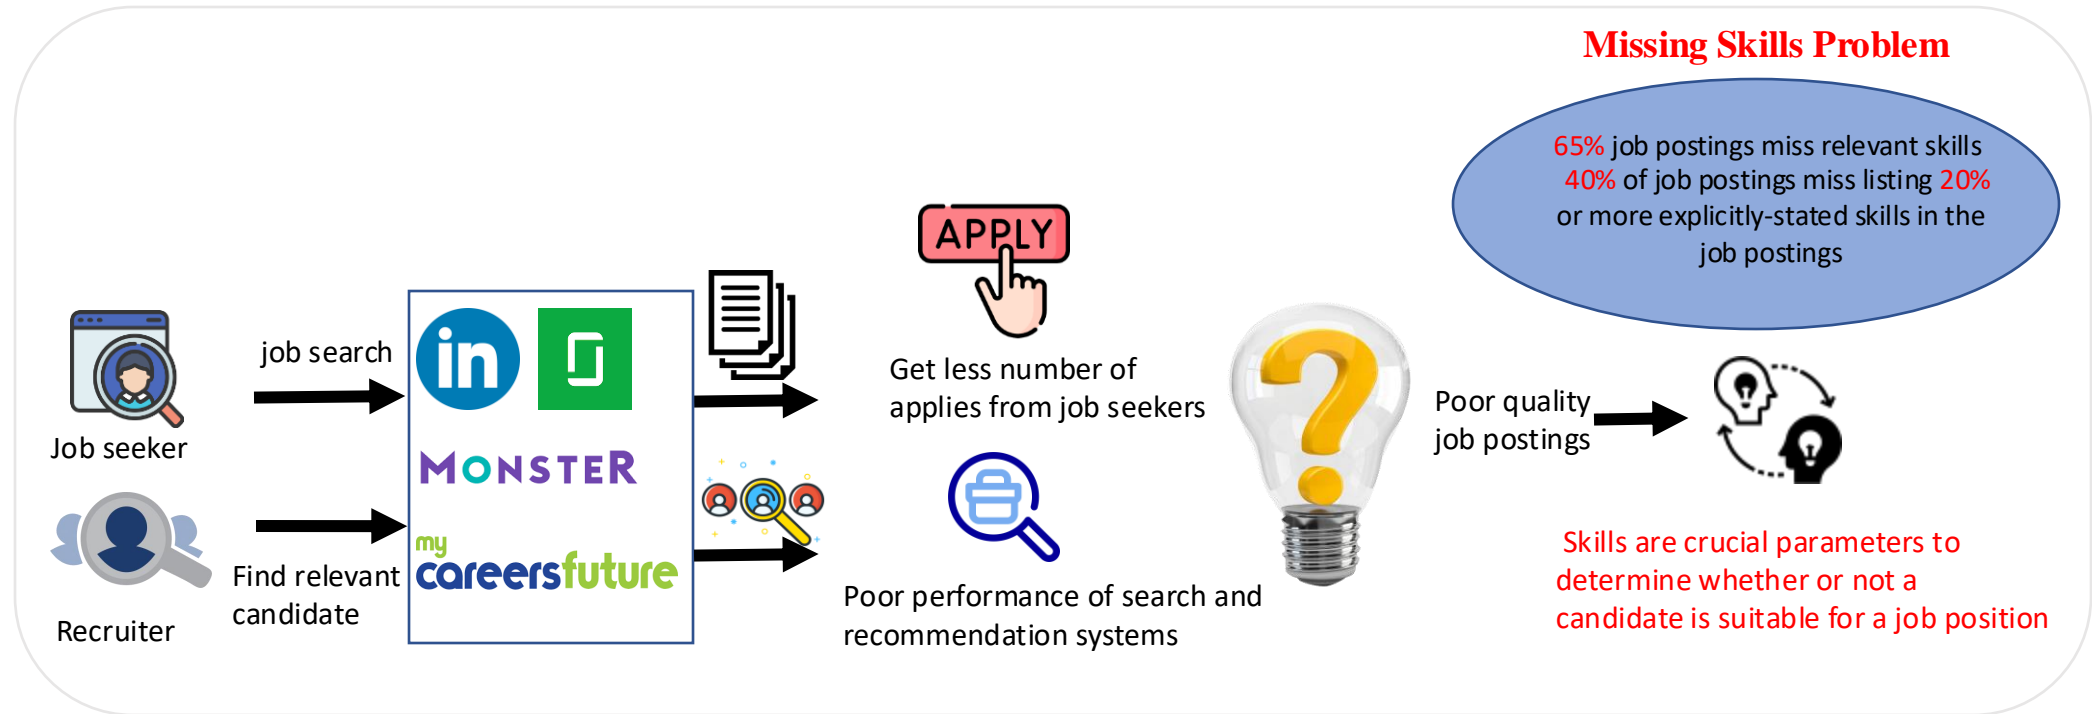 Missing Skills Problem
65% job postings miss relevant skills
40% of job postings miss listing 20%
or more explicitly-stated skills in the
job postings
APPLY
job search
in
Get less number of
applies from job seekers
Job seeker
MONSTER
Poor quality
job postings
my
careersfuture
Find relevant
candidate
Recruiter
Poor performance of search and
recommendation systems
Skills are crucial parameters to
determine whether or not a
candidate is suitable for a job position